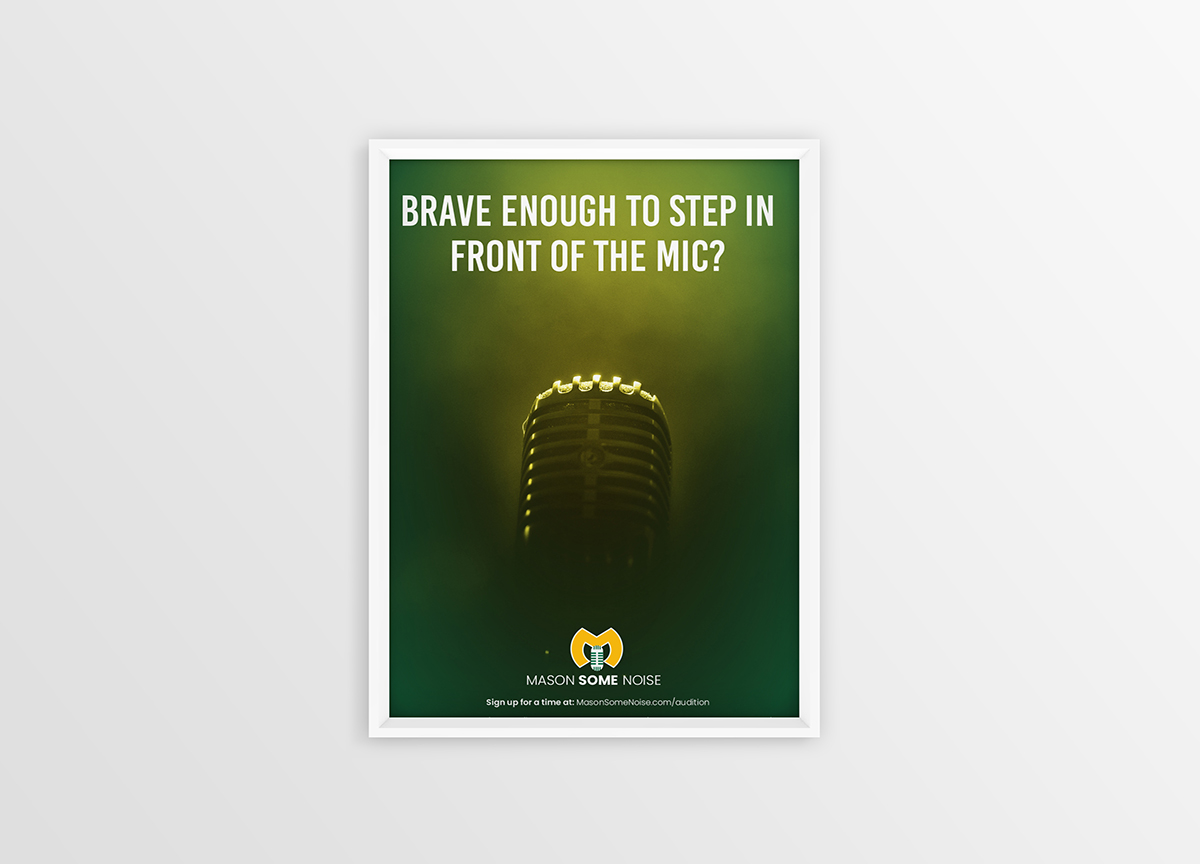 BRAVE ENOUGH TO STEP IN
FRONT OF THE MIC?
MASON SOME NOISE
Sign up for a time at: MasonSomeNoise.com/audition